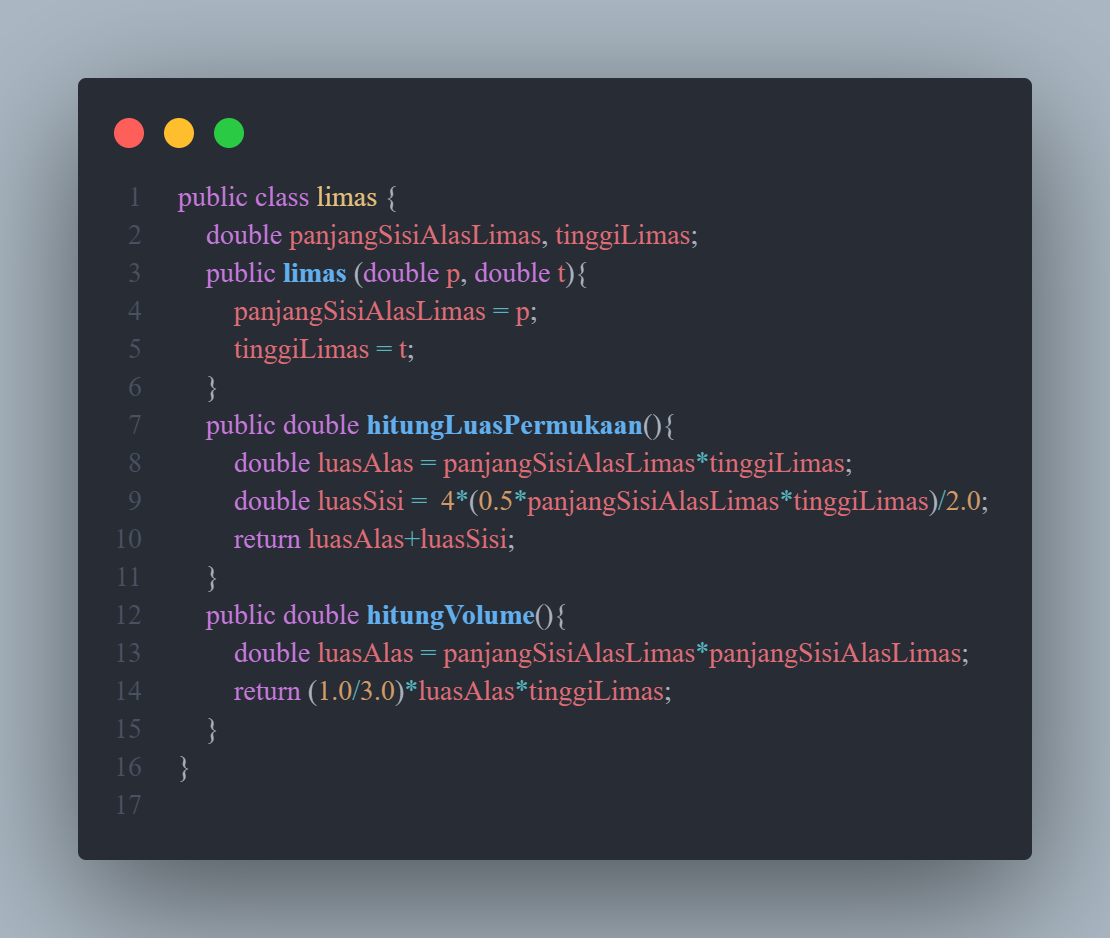 1 public class limas {
2 double panjangSisiAlasLimas, tinggiLimas;
3 public limas (double p, double t){
4 panjangSisiAlasLimas = p;
5 tinggiLimas = t;
6 }
7 public double hitungLuasPermukaan(){
8 double luasAlas = panjangSisiAlasLimas*tinggiLimas;
9 double luasSisi =  4*(0.5*panjangSisiAlasLimas*tinggiLimas)/2.0;
10 return luasAlas+luasSisi;
11 }
12 public double hitungVolume(){
13 double luasAlas = panjangSisiAlasLimas*panjangSisiAlasLimas;
14 return (1.0/3.0)*luasAlas*tinggiLimas;
15 }
16 }
17